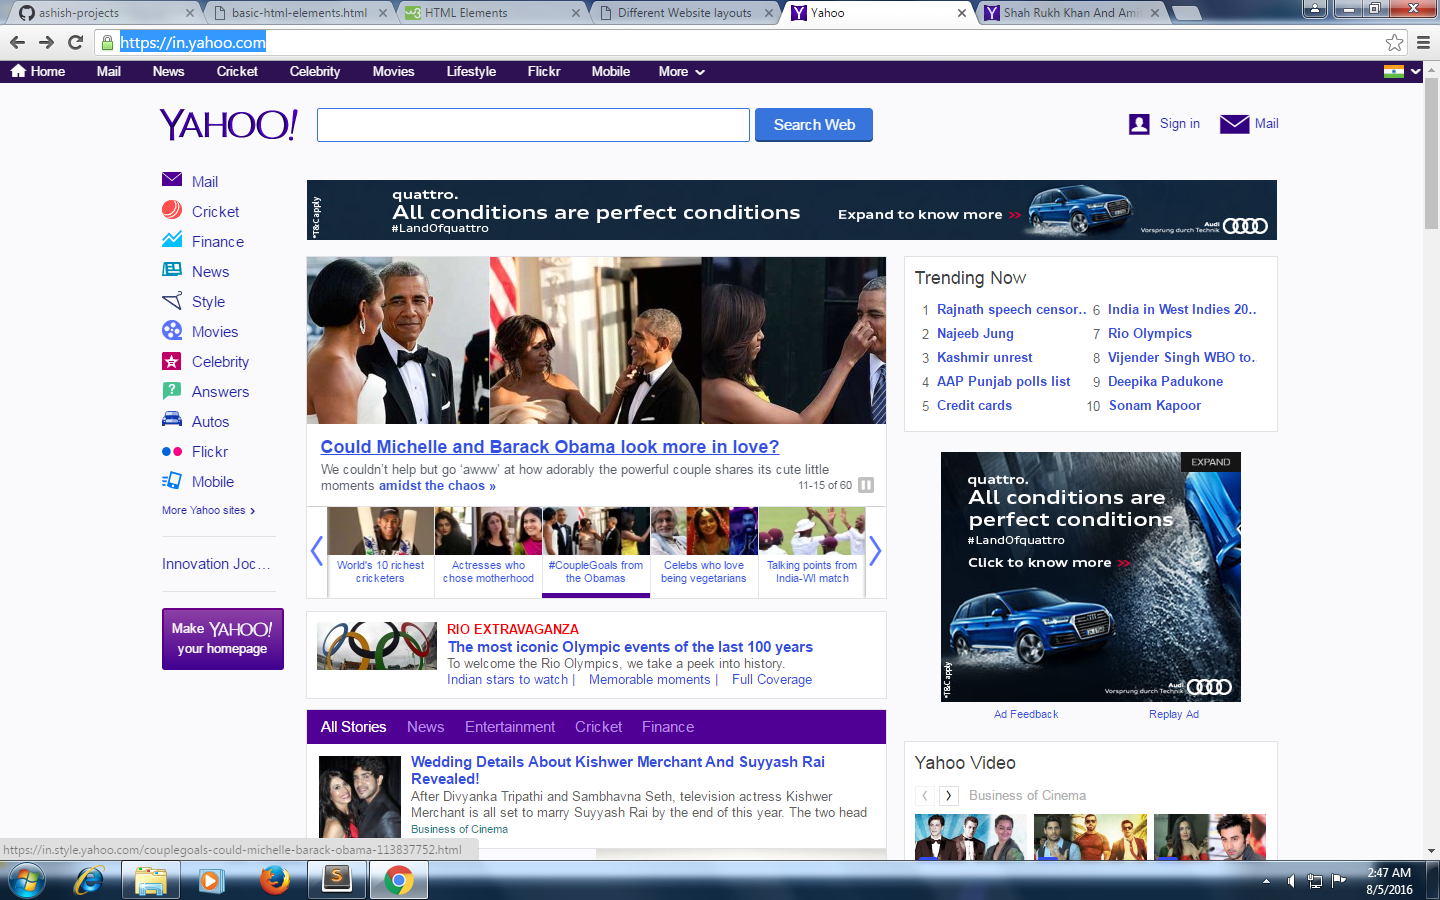 ashish-projects
basic-html-elements.html
HTML Elements
Different Website layouts
Yahoo
Shah Rukh Khan And Ami
https://in.yahoo.com
Home Mail News Cricket Celebrity Movies Lifestyle Flickr Mobile More
YAHOO!
Search Web
Sign in
Mail
Mail
Cricket
Finance
News
Style
Movies
Celebrity
Answers
Autos
Flickr
Mobile
More Yahoo sites
Innovation Joc...
Make YAHOO!
your homepage
*T&C apply
quattro.
All conditions are perfect conditions
#LandOfquattro
Expand to know more >>
Audi
Vorsprung durch Technik
Could Michelle and Barack Obama look more in love?
We couldn't help but go ‘awww’ at how adorably the powerful couple shares its cute little
moments amidst the chaos »
11-15 of 60
World's 10 richest
cricketers
Actresses who
chose motherhood
#CoupleGoals from
the Obamas
Celebs who love
being vegetarians
Talking points from
India-WI match
RIO EXTRAVAGANZA
The most iconic Olympic events of the last 100 years
To welcome the Rio Olympics, we take a peek into history.
Indian stars to watch | Memorable moments | Full Coverage
All Stories News Entertainment Cricket Finance
Wedding Details About Kishwer Merchant And Suyyash Rai
Revealed!
After Divyanka Tripathi and Sambhavna Seth, television actress Kishwer
Merchant is all set to marry Suyyash Rai by the end of this year. The two head
Business of Cinema
Trending Now
1 Rajnath speech censor..
2 Najeeb Jung
3 Kashmir unrest
4 AAP Punjab polls list
5 Credit cards
6 India in West Indies 20..
7 Rio Olympics
8 Vijender Singh WBO to.
9 Deepika Padukone
10 Sonam Kapoor
EXPAND
quattro.
All conditions are
perfect conditions
#LandOfquattro
Click to know more >>
*T&C apply
Audi
Vorsprung durch Technik
Ad Feedback
Replay Ad
Yahoo Video
Business of Cinema
https://in.style.yahoo.com/couplegoals-could-michelle-barack-obama-113837752.html
2:47 AM
8/5/2016